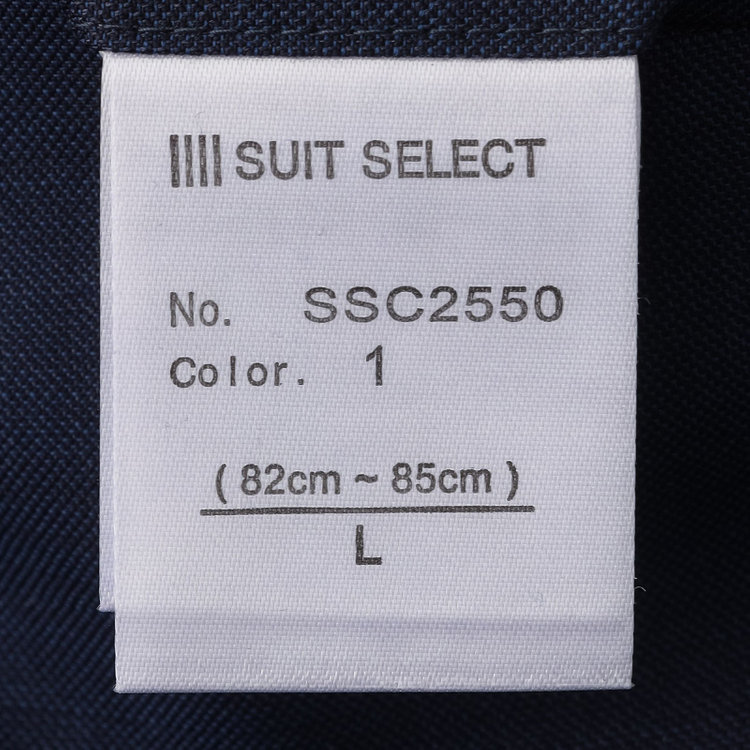 SUIT SELECT
No. SSC2550
Color. 1
( 82cm ~ 85cm )
L